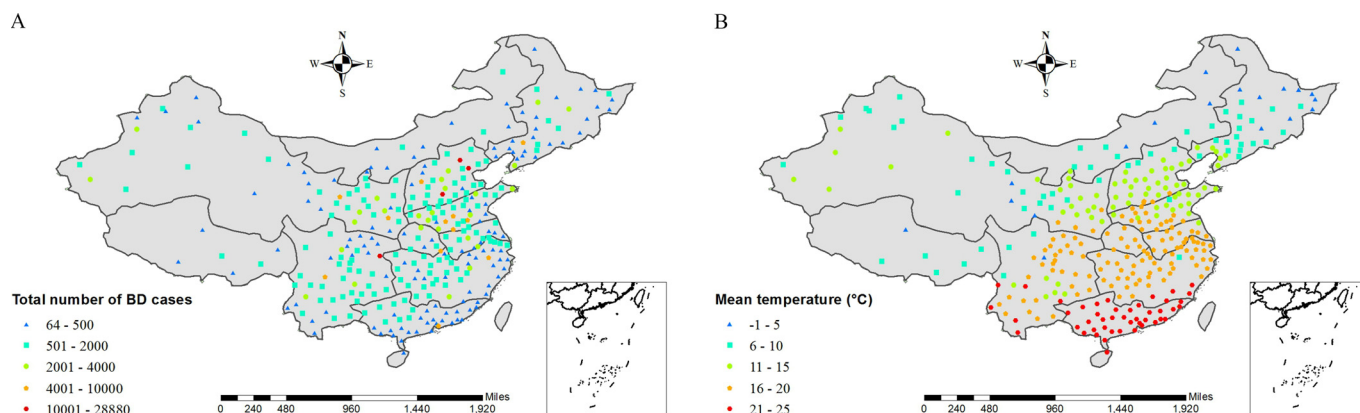 A
N
W E
S
Total number of BD cases
64 - 500
501 - 2000
2001 - 4000
4001 - 10000
10001 - 28880
Miles
0 240 480 960 1,440 1,920
B
N
W E
S
Mean temperature (°C)
-1 - 5
6 - 10
11 - 15
16 - 20
21 - 25
Miles
0 240 480 960 1,440 1,920